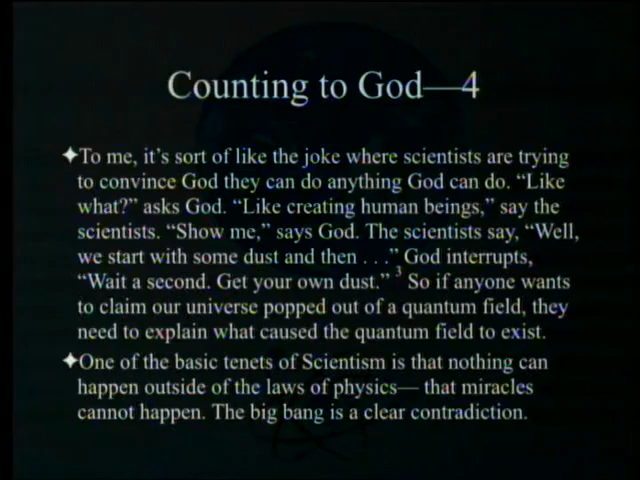 Counting to God—4
✦To me, it's sort of like the joke where scientists are trying
to convince God they can do anything God can do. “Like
what?” asks God. “Like creating human beings,” say the
scientists. “Show me,” says God. The scientists say, “Well,
we start with some dust and then . . .” God interrupts,
“Wait a second. Get your own dust.” ³ So if anyone wants
to claim our universe popped out of a quantum field, they
need to explain what caused the quantum field to exist.
✦One of the basic tenets of Scientism is that nothing can
happen outside of the laws of physics— that miracles
cannot happen. The big bang is a clear contradiction.